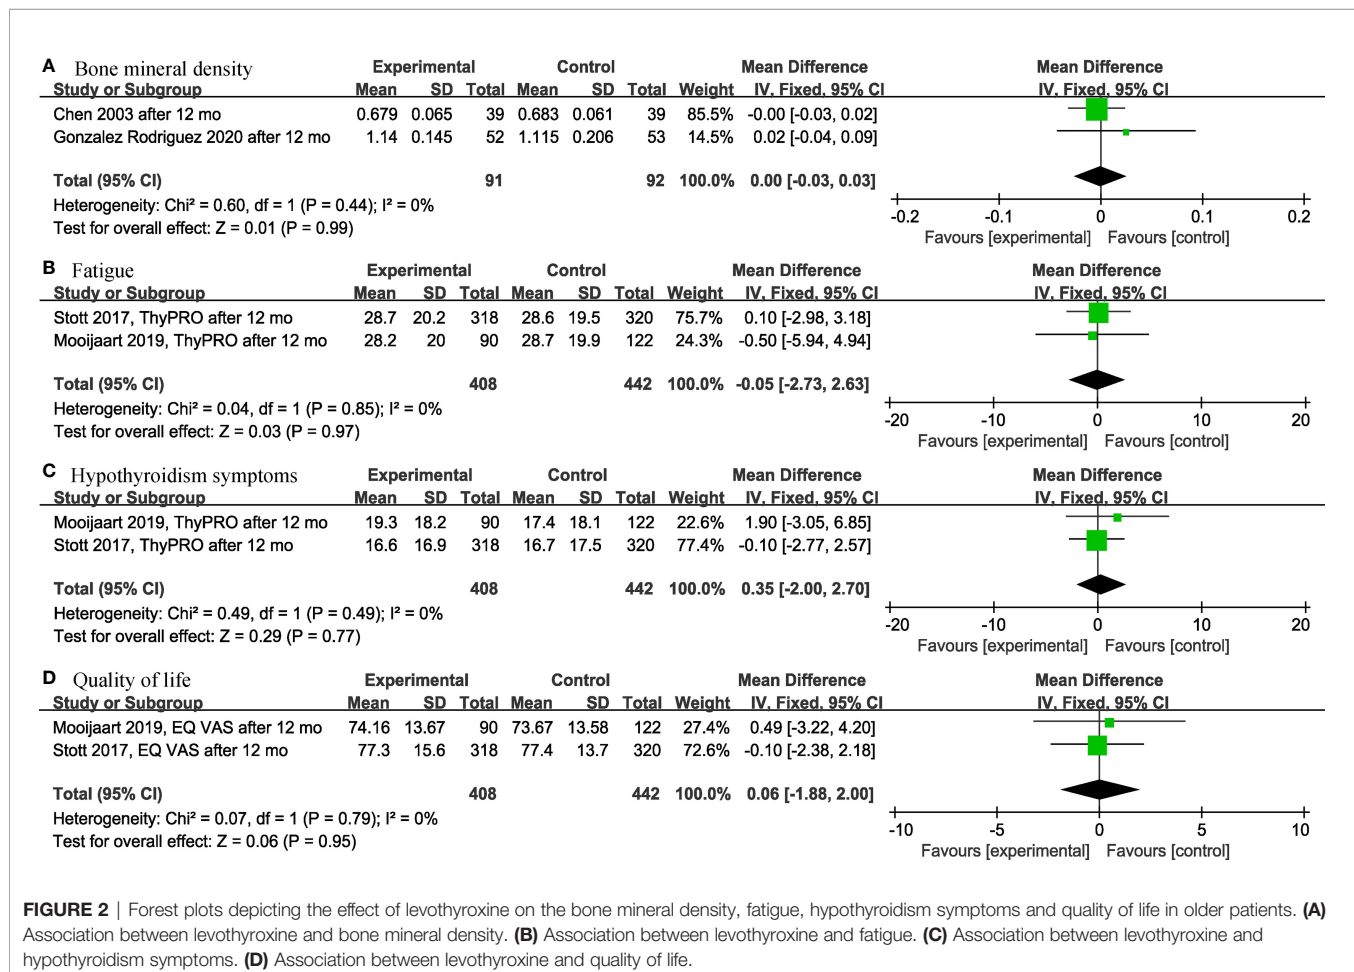 A Bone mineral density Experimental Control Mean Difference Mean Difference
Study or Subgroup Mean SD Total Mean SD Total Weight IV, Fixed, 95% CI IV, Fixed, 95% CI
Chen 2003 after 12 mo 0.679 0.065 39 0.683 0.061 39 85.5% -0.00 [-0.03, 0.02]
Gonzalez Rodriguez 2020 after 12 mo 1.14 0.145 52 1.115 0.206 53 14.5% 0.02 [-0.04, 0.09]
Total (95% CI) 91 92 100.0% 0.00 [-0.03, 0.03]
Heterogeneity: Chi² = 0.60, df = 1 (P = 0.44); I² = 0%
Test for overall effect: Z = 0.01 (P = 0.99)
-0.2 -0.1 0 0.1 0.2
Favours [experimental] Favours [control]
B Fatigue Experimental Control Mean Difference Mean Difference
Study or Subgroup Mean SD Total Mean SD Total Weight IV, Fixed, 95% CI IV, Fixed, 95% CI
Stott 2017, ThyPRO after 12 mo 28.7 20.2 318 28.6 19.5 320 75.7% 0.10 [-2.98, 3.18]
Mooijaart 2019, ThyPRO after 12 mo 28.2 20 90 28.7 19.9 122 24.3% -0.50 [-5.94, 4.94]
Total (95% CI) 408 442 100.0% -0.05 [-2.73, 2.63]
Heterogeneity: Chi² = 0.04, df = 1 (P = 0.85); I² = 0%
Test for overall effect: Z = 0.03 (P = 0.97)
-20 -10 0 10 20
Favours [experimental] Favours [control]
C Hypothyroidism symptoms Experimental Control Mean Difference Mean Difference
Study or Subgroup Mean SD Total Mean SD Total Weight IV, Fixed, 95% CI IV, Fixed, 95% CI
Mooijaart 2019, ThyPRO after 12 mo 19.3 18.2 90 17.4 18.1 122 22.6% 1.90 [-3.05, 6.85]
Stott 2017, ThyPRO after 12 mo 16.6 16.9 318 16.7 17.5 320 77.4% -0.10 [-2.77, 2.57]
Total (95% CI) 408 442 100.0% 0.35 [-2.00, 2.70]
Heterogeneity: Chi² = 0.49, df = 1 (P = 0.49); I² = 0%
Test for overall effect: Z = 0.29 (P = 0.77)
-20 -10 0 10 20
Favours [experimental] Favours [control]
D Quality of life Experimental Control Mean Difference Mean Difference
Study or Subgroup Mean SD Total Mean SD Total Weight IV, Fixed, 95% CI IV, Fixed, 95% CI
Mooijaart 2019, EQ VAS after 12 mo 74.16 13.67 90 73.67 13.58 122 27.4% 0.49 [-3.22, 4.20]
Stott 2017, EQ VAS after 12 mo 77.3 15.6 318 77.4 13.7 320 72.6% -0.10 [-2.38, 2.18]
Total (95% CI) 408 442 100.0% 0.06 [-1.88, 2.00]
Heterogeneity: Chi² = 0.07, df = 1 (P = 0.79); I² = 0%
Test for overall effect: Z = 0.06 (P = 0.95)
-10 -5 0 5 10
Favours [experimental] Favours [control]
FIGURE 2 | Forest plots depicting the effect of levothyroxine on the bone mineral density, fatigue, hypothyroidism symptoms and quality of life in older patients. (A)
Association between levothyroxine and bone mineral density. (B) Association between levothyroxine and fatigue. (C) Association between levothyroxine and
hypothyroidism symptoms. (D) Association between levothyroxine and quality of life.